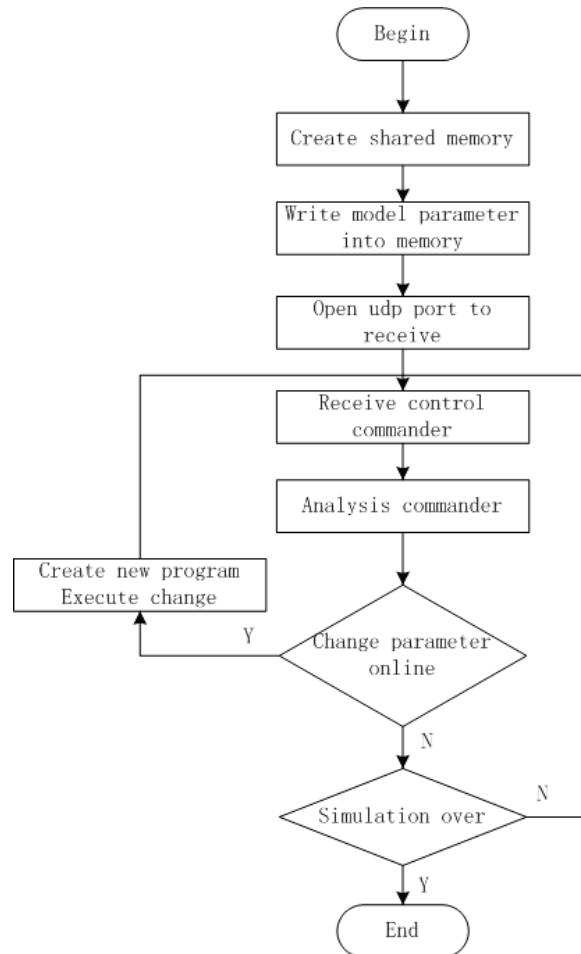 Begin
Create shared memory
Write model parameter
into memory
Open udp port to
receive
Receive control
commander
Analysis commander
Create new program
Execute change
Y
Change parameter
online
N
Simulation over
N
Y
End